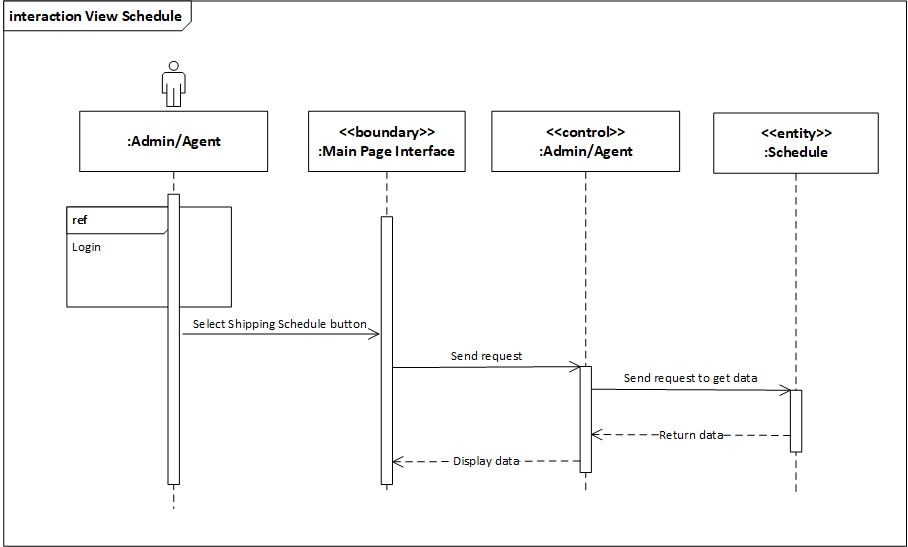 interaction View Schedule
:Admin/Agent
<<boundary>>
:Main Page Interface
<<control>>
:Admin/Agent
<<entity>>
:Schedule
ref
Login
Select Shipping Schedule button
Send request
Send request to get data
Return data
Display data